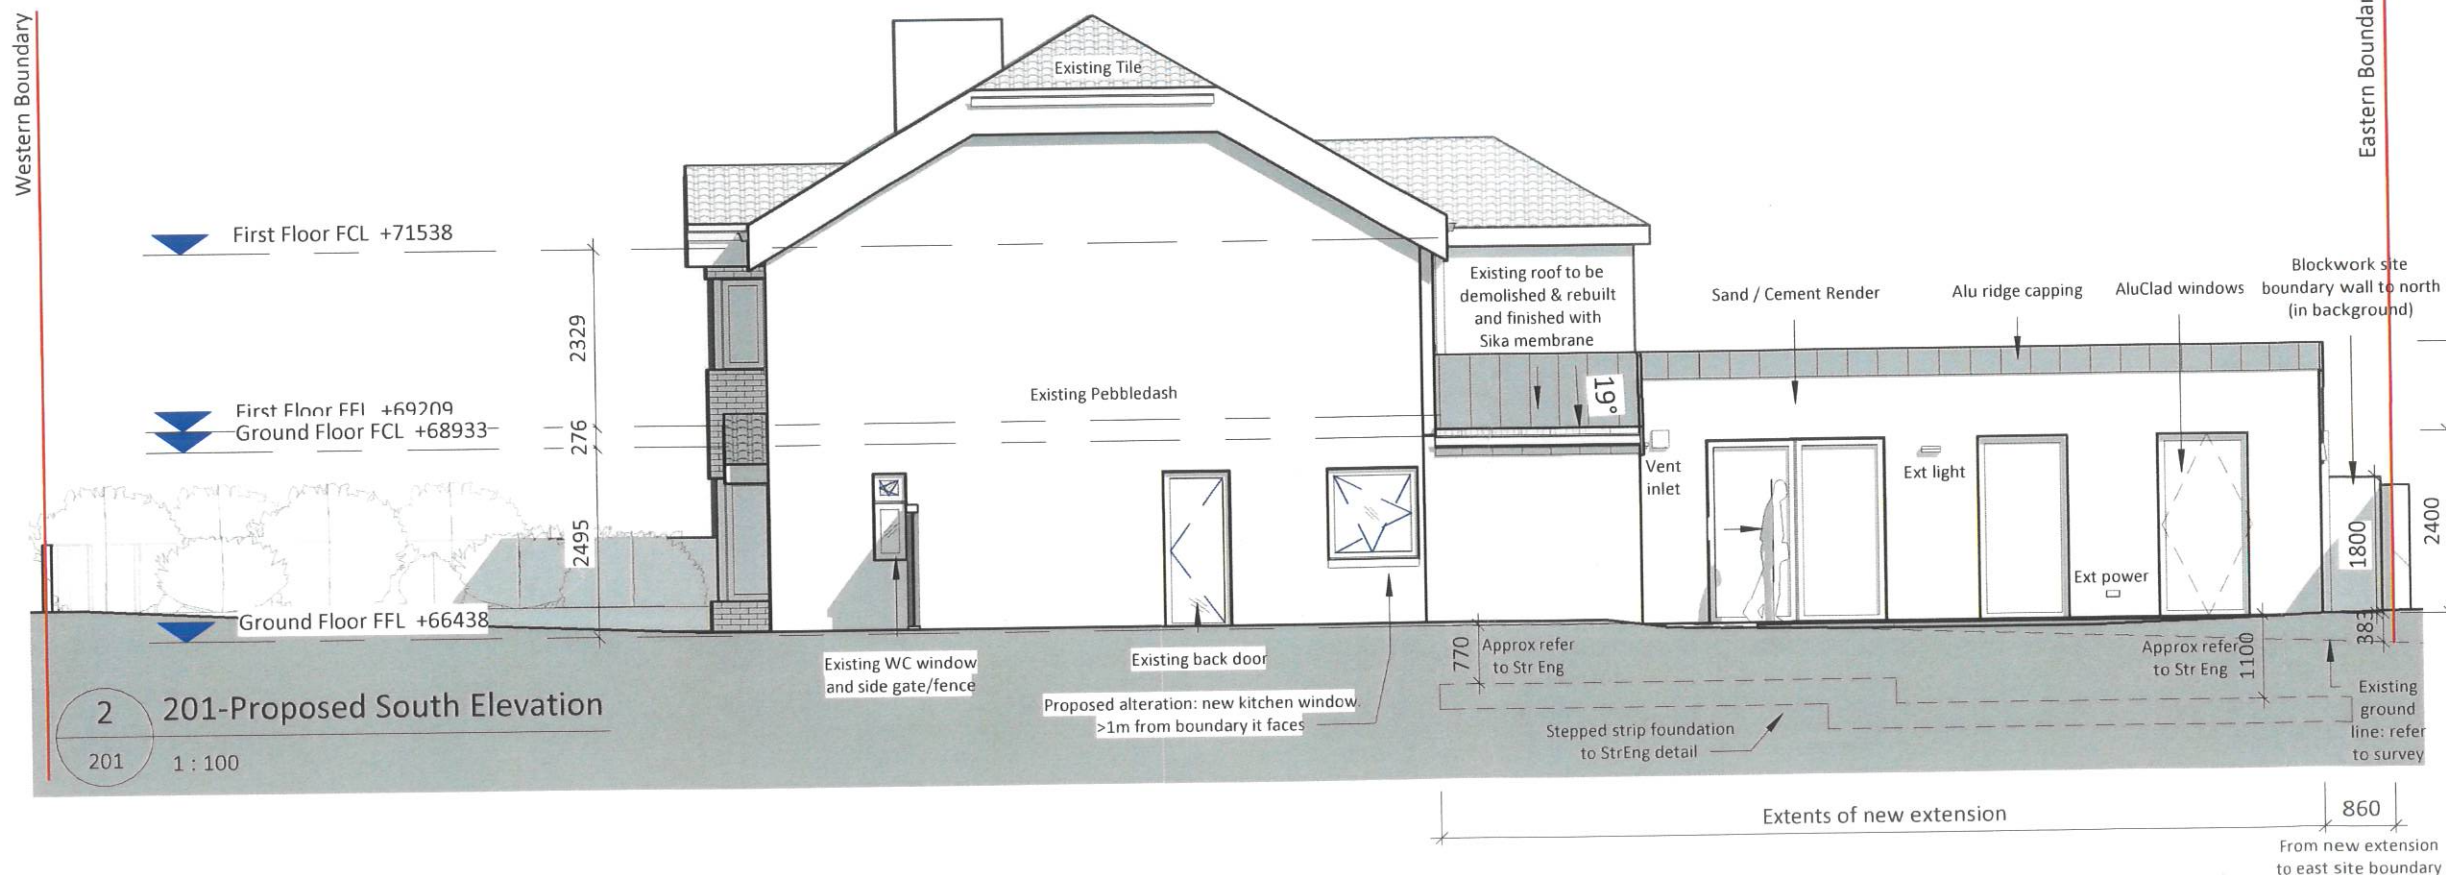 Western Boundary
Eastern
Existing Tile
First Floor FCL +71538
2329
Existing roof to be
demolished & rebuilt
and finished with
Sika membrane
Sand / Cement Render
Alu ridge capping
AluClad windows
Blockwork site
boundary wall to north
(in background)
Existing Pebbledash
19°
First Floor FFL +69209
276
Ground Floor FCL +68933
Vent
inlet
Ext light
2495
1800
2400
Ext power
Ground Floor FFL +66438
383
770
Approx refer
to Str Eng
Approx refer
to Str Eng
1100
Existing WC window
and side gate/fence
Existing back door
Proposed alteration: new kitchen window
>1m from boundary it faces
Existing
ground
line: refer
to survey
Stepped strip foundation
to StrEng detail
2
201-Proposed South Elevation
201
1 : 100
Extents of new extension
860
From new extension
to east site boundary